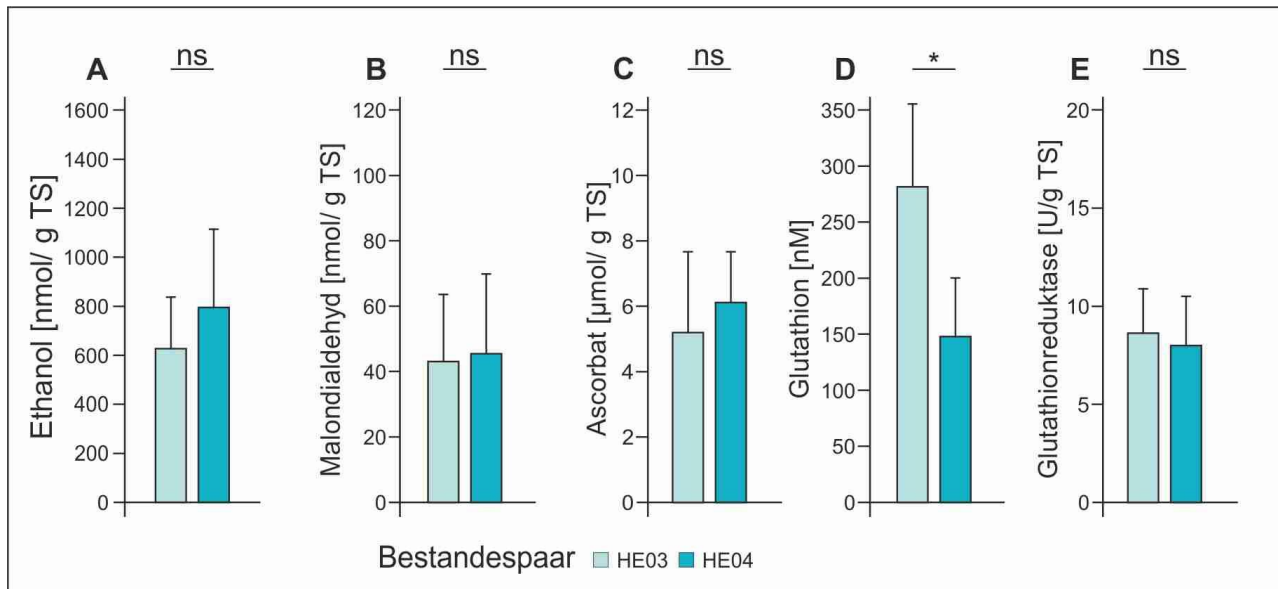 A
ns
Ethanol [nmol/ g TS]
1600
1400
1200
1000
800
600
400
200
0
B
ns
Malondialdehyd [nmol/ g TS]
120
100
80
60
40
20
0
C
ns
Ascorbat [µmol/ g TS]
12
10
8
6
4
2
0
D
*
Glutathion [nM]
350
300
250
200
150
100
50
0
E
ns
Glutathionreduktase [U/g TS]
20
15
10
5
0
Bestandespaar HE03 HE04